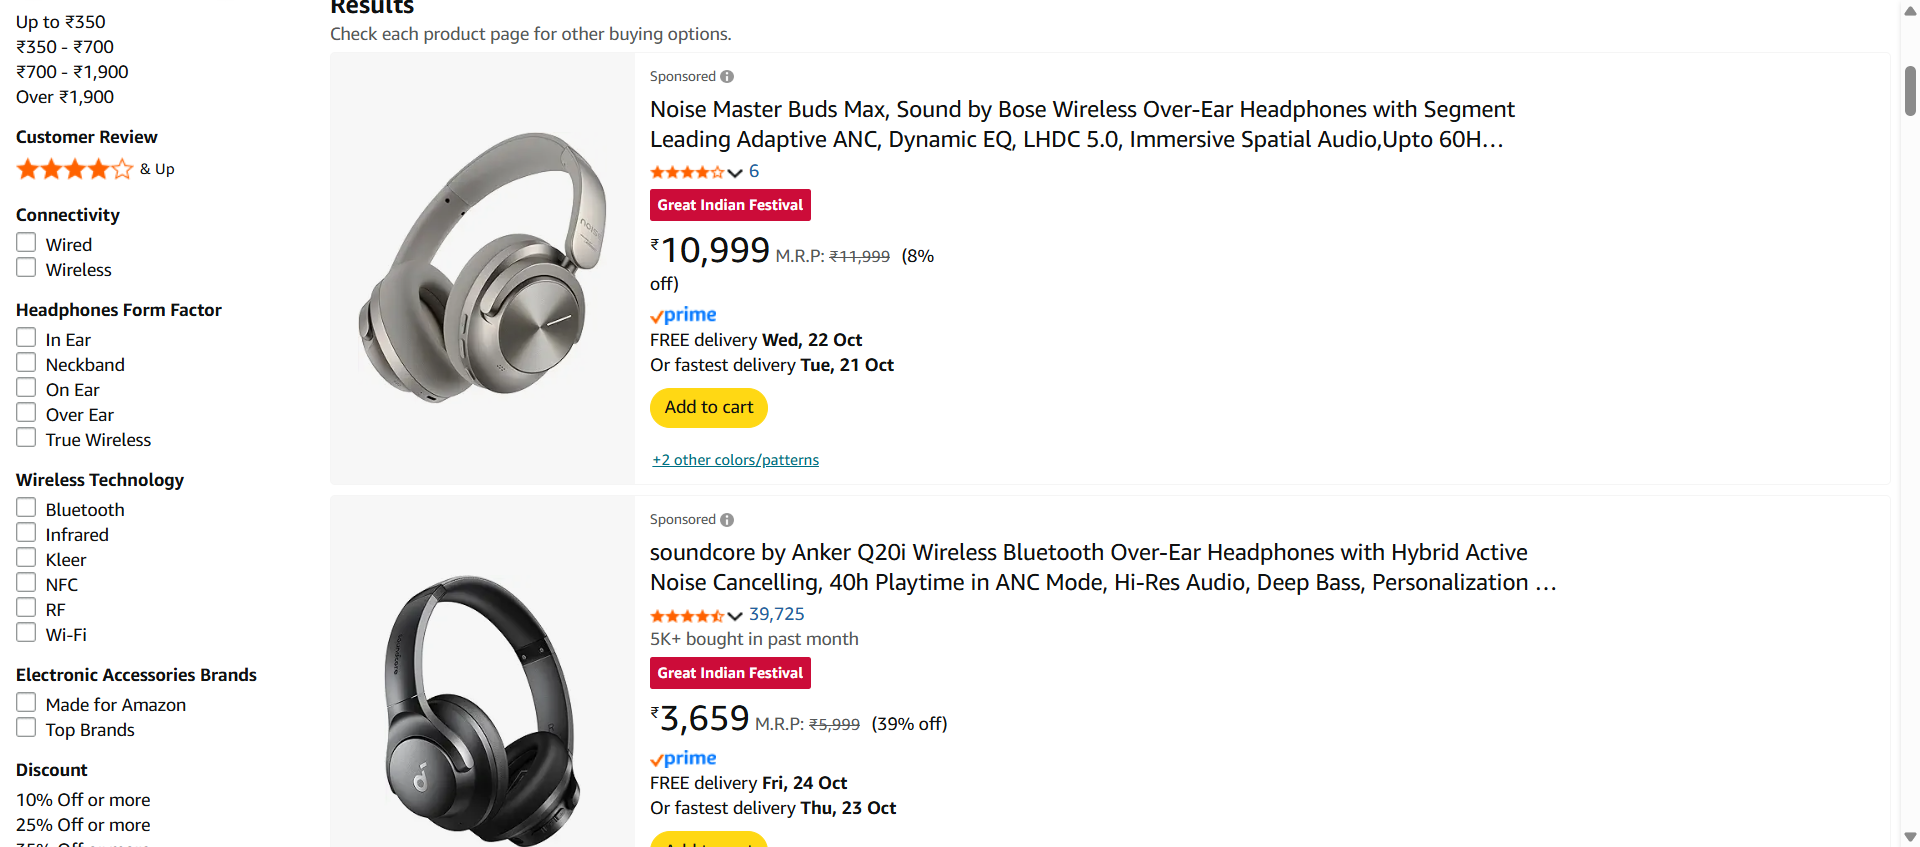 Up to ₹350
₹350 - ₹700
₹700 - ₹1,900
Over ₹1,900
Customer Review
& Up
Connectivity
Wired
Wireless
Headphones Form Factor
In Ear
Neckband
On Ear
Over Ear
True Wireless
Wireless Technology
Bluetooth
Infrared
Kleer
NFC
RF
Wi-Fi
Electronic Accessories Brands
Made for Amazon
Top Brands
Discount
10% Off or more
25% Off or more
35% Off or more
Results
Check each product page for other buying options.
Sponsored
Noise Master Buds Max, Sound by Bose Wireless Over-Ear Headphones with Segment
Leading Adaptive ANC, Dynamic EQ, LHDC 5.0, Immersive Spatial Audio,Upto 60H…
6
Great Indian Festival
₹10,999 M.R.P: ₹11,999 (8%
off)
prime
FREE delivery Wed, 22 Oct
Or fastest delivery Tue, 21 Oct
Add to cart
+2 other colors/patterns
Sponsored
soundcore by Anker Q20i Wireless Bluetooth Over-Ear Headphones with Hybrid Active
Noise Cancelling, 40h Playtime in ANC Mode, Hi-Res Audio, Deep Bass, Personalization …
39,725
5K+ bought in past month
Great Indian Festival
₹3,659 M.R.P: ₹5,999 (39% off)
prime
FREE delivery Fri, 24 Oct
Or fastest delivery Thu, 23 Oct
Add to cart